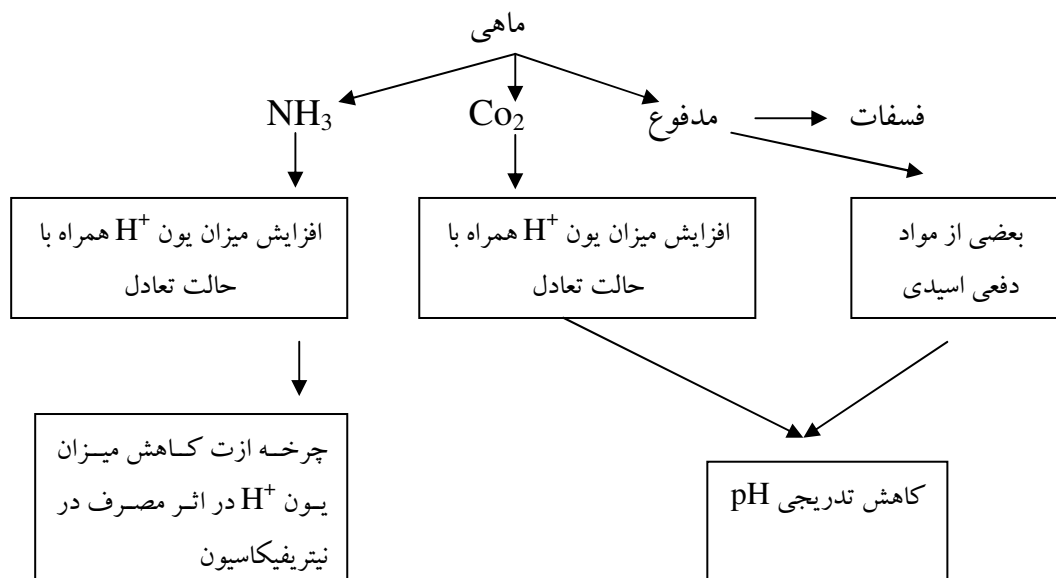 ماهی
فسفات
مدفوع
Co2
NH3
بعضی از مواد
دفعی اسیدی
افزایش میزان یون H+ همراه با
حالت تعادل
افزایش میزان یون H+ همراه با
حالت تعادل
کاهش تدریجی pH
چرخه ازت کاهش میزان
یون H+ در اثر مصرف در
نیتریفیکاسیون